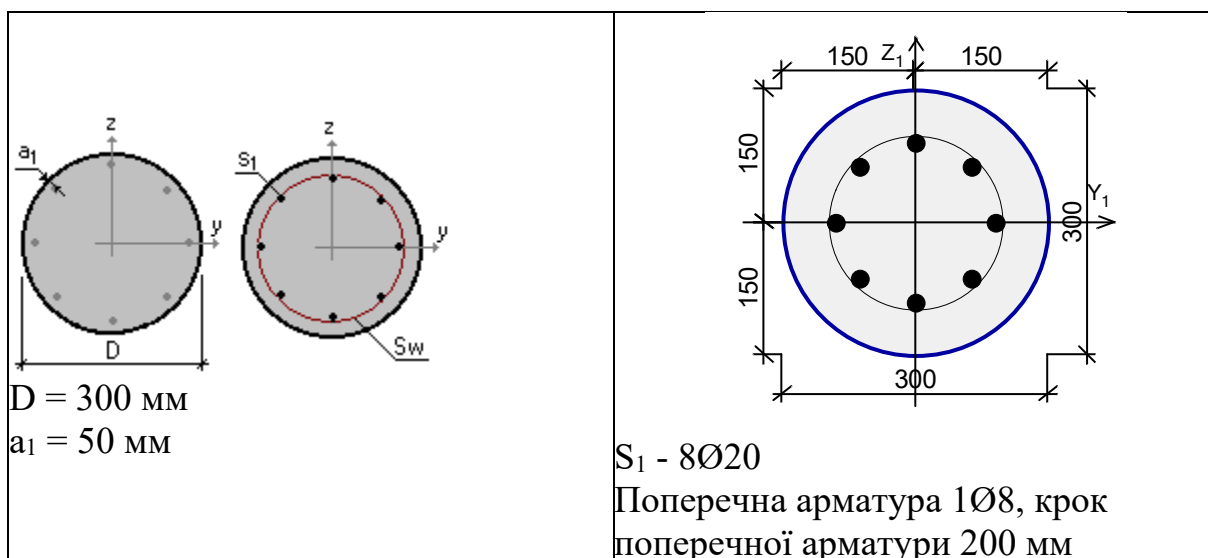 z
a₁
y
D
z
S₁
y
Sw
D = 300 мм
a₁ = 50 мм
150
Z₁
150
150
Y₁
300
150
300
S₁ - 8Ø20
Поперечна арматура 1Ø8, крок
поперечної арматури 200 мм